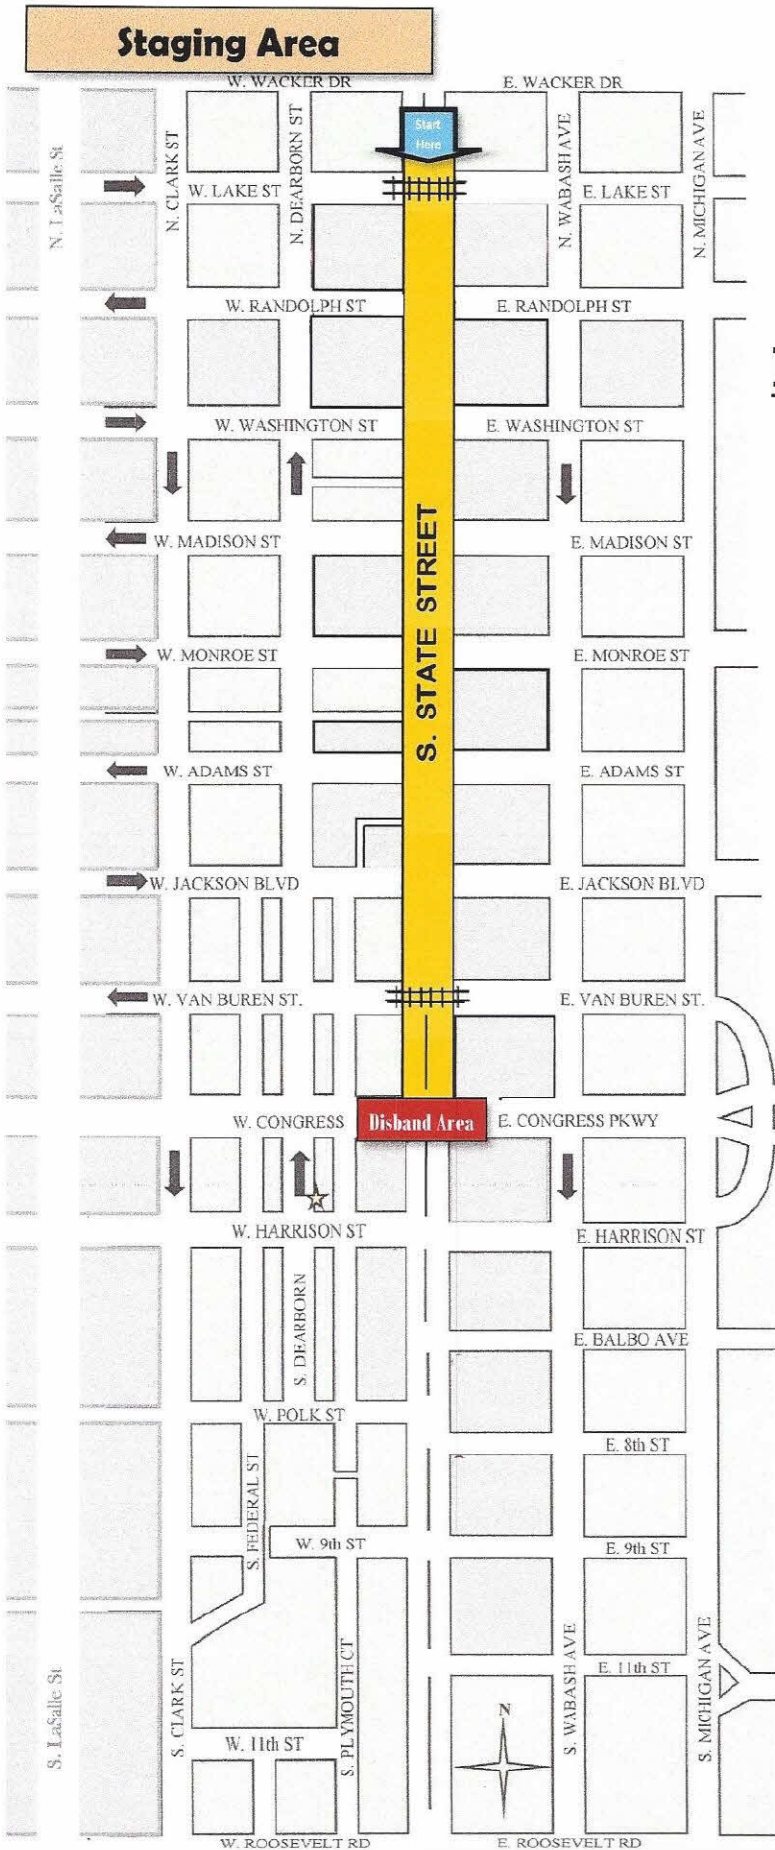 Staging Area
W. WACKER DR
E. WACKER DR
Start
Here
N. LaSalle St
N. CLARK ST
N. DEARBORN ST
N. WABASH AVE
N. MICHIGAN AVE
W. LAKE ST
E. LAKE ST
W. RANDOLPH ST
E. RANDOLPH ST
W. WASHINGTON ST
E. WASHINGTON ST
S. STATE STREET
W. MADISON ST
E. MADISON ST
W. MONROE ST
E. MONROE ST
W. ADAMS ST
E. ADAMS ST
W. JACKSON BLVD
E. JACKSON BLVD
W. VAN BUREN ST.
E. VAN BUREN ST.
W. CONGRESS
Disband Area
E. CONGRESS PKWY
W. HARRISON ST
E. HARRISON ST
S. DEARBORN
E. BALBO AVE
W. POLK ST
E. 8th ST
S. FEDERAL ST
W. 9th ST
E. 9th ST
E. 11th ST
S. LaSalle St
S. CLARK ST
S. PLYMOUTH CT
S. WABASH AVE
S. MICHIGAN AVE
N
W. 11th ST
W. ROOSEVELT RD
E. ROOSEVELT RD